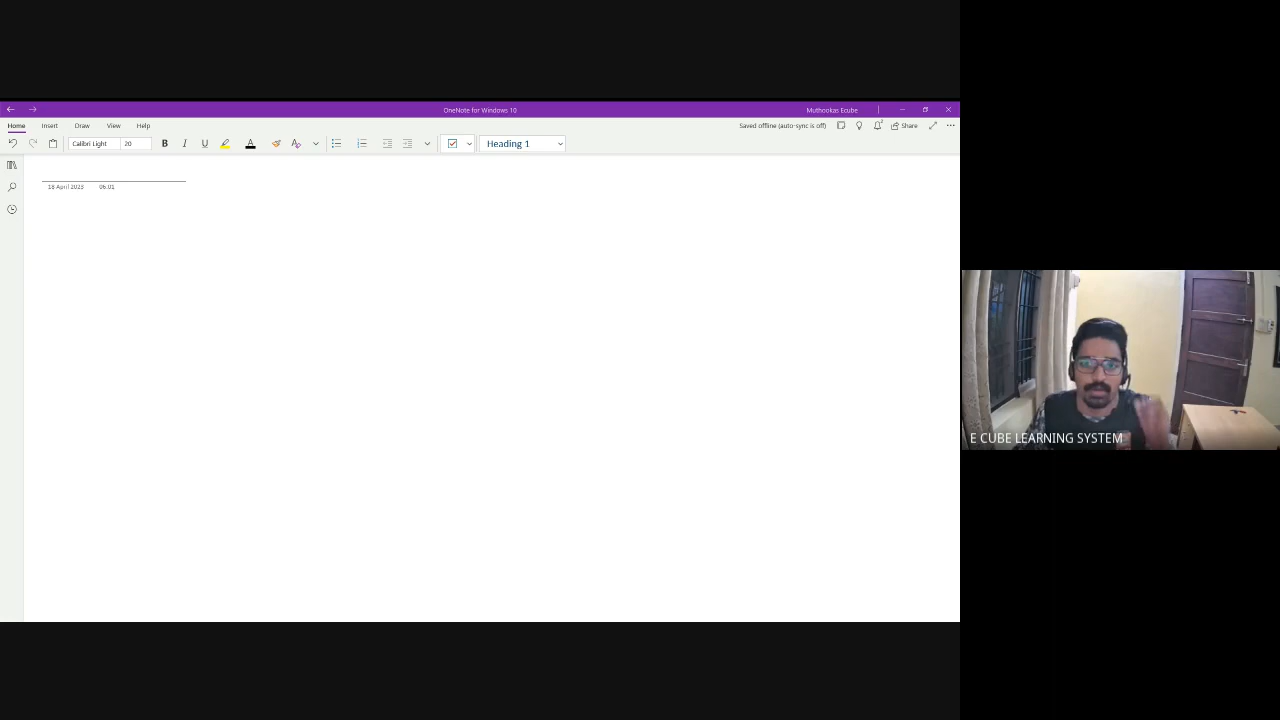 OneNote for Windows 10
Muthookas Ecube
Home Insert Draw View Help
Saved offline (auto-sync is off)
Share
Calibri Light 20
B I U A
Heading 1
18 April 2023 06:01
E CUBE LEARNING SYSTEM